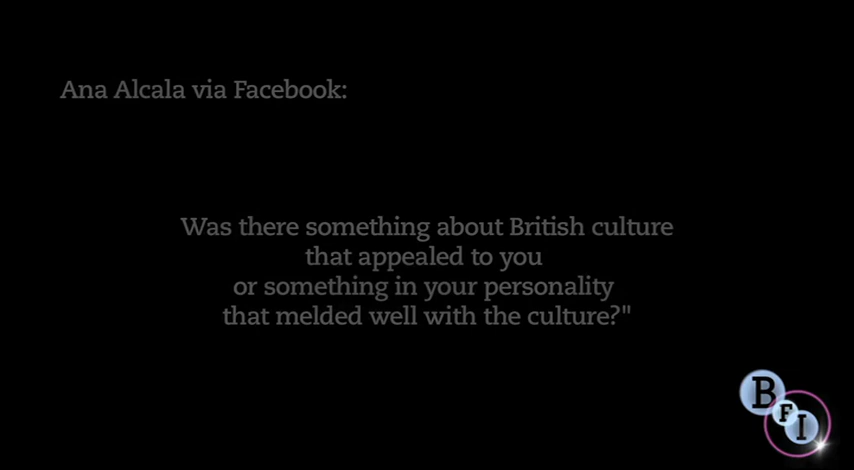 Ana Alcala via Facebook:
Was there something about British culture
that appealed to you
or something in your personality
that melded well with the culture?"
BFI